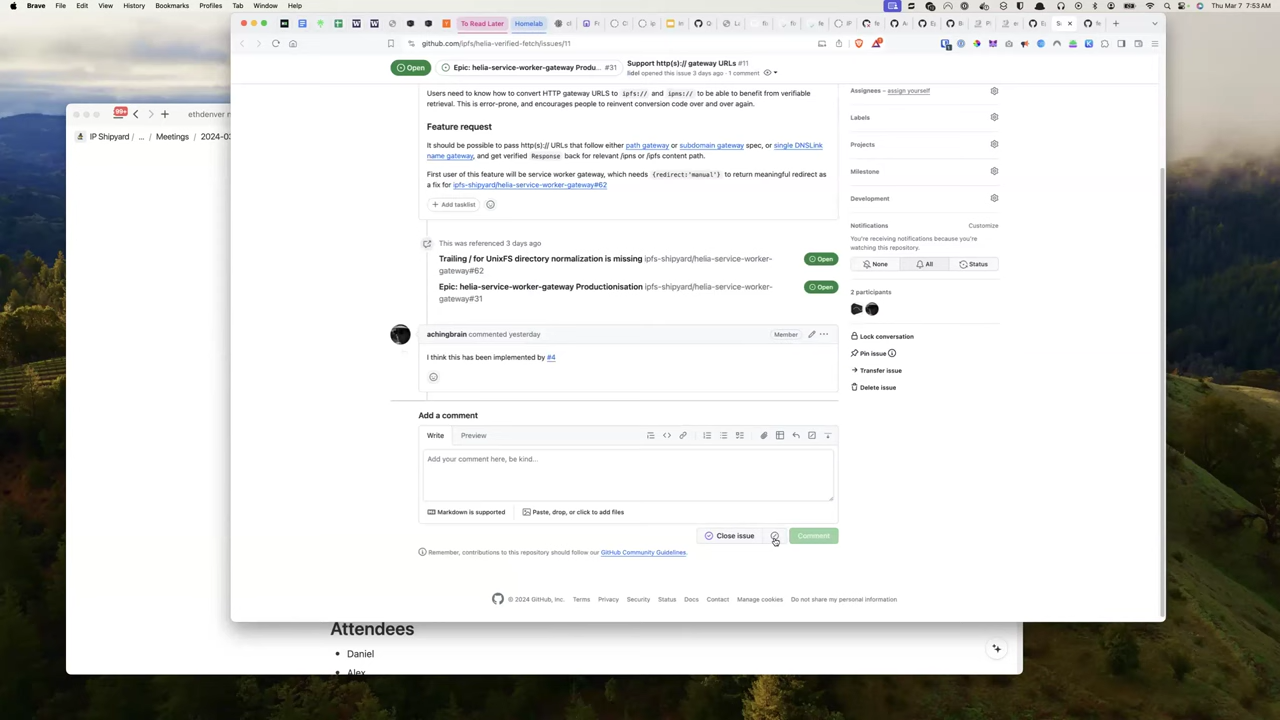 Brave File Edit View History Bookmarks Profiles Tab Window Help
Thu Mar 7 7:53 AM
To Read Later
Homelab
github.com/ipfs/helia-verified-fetch/issues/11
Open
Epic: helia-service-worker-gateway Produ... #31
Support http(s):// gateway URLs #11
lidel opened this issue 3 days ago · 1 comment
99+
ethdenver
IP Shipyard / ... / Meetings / 2024-03
Users need to know how to convert HTTP gateway URLS to ipfs:// and ipns:// to be able to benefit from verifiable
retrieval. This is error-prone, and encourages people to reinvent conversion code over and over again.
Feature request
It should be possible to pass http(s):// URLs that follow either path gateway or subdomain gateway spec, or single DNSLink
name gateway, and get verified Response back for relevant /ipns or /ipfs content path.
First user of this feature will be service worker gateway, which needs {redirect:'manual'} to return meaningful redirect as
a fix for ipfs-shipyard/helia-service-worker-gateway#62
Add tasklist
This was referenced 3 days ago
Trailing / for UnixFS directory normalization is missing ipfs-shipyard/helia-service-worker-
gateway#62
Open
Epic: helia-service-worker-gateway Productionisation ipfs-shipyard/helia-service-worker-
gateway#31
Open
achingbrain commented yesterday
Member
I think this has been implemented by #4
Add a comment
Write
Preview
Add your comment here, be kind...
Markdown is supported
Paste, drop, or click to add files
Close issue
Comment
Remember, contributions to this repository should follow our GitHub Community Guidelines.
Assignees – assign yourself
Labels
Projects
Milestone
Development
Notifications
Customize
You're receiving notifications because you're
watching this repository.
None
All
Status
2 participants
Lock conversation
Pin issue
Transfer issue
Delete issue
© 2024 GitHub, Inc. Terms Privacy Security Status Docs Contact Manage cookies Do not share my personal information
Attendees
• Daniel
• Alex